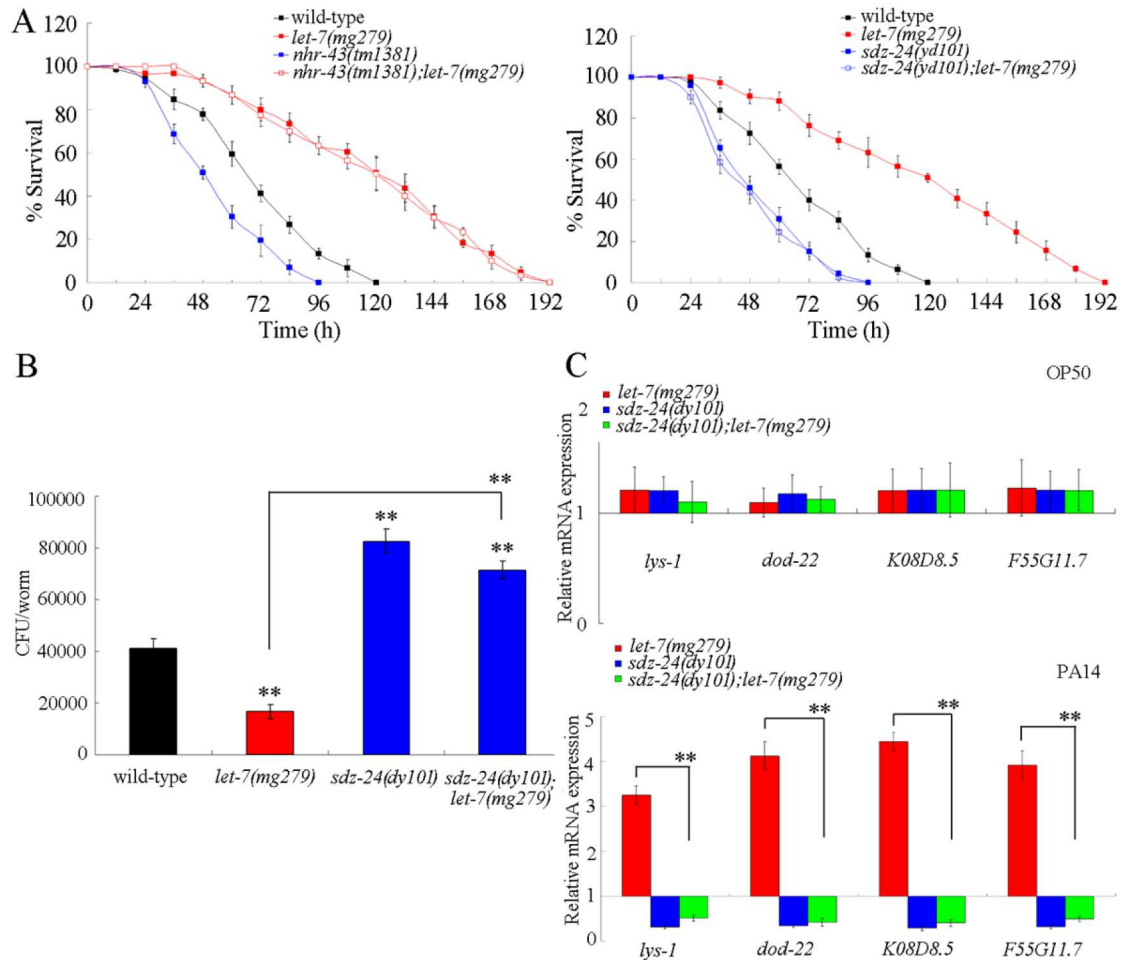 A
wild-type
let-7(mg279)
nhr-43(tm1381)
nhr-43(tm1381);let-7(mg279)
120
100
80
60
40
20
0
% Survival
0 24 48 72 96 120 144 168 192
Time (h)
wild-type
let-7(mg279)
sdz-24(yd101)
sdz-24(yd101);let-7(mg279)
120
100
80
60
40
20
0
% Survival
0 24 48 72 96 120 144 168 192
Time (h)
B
100000
80000
60000
40000
20000
0
CFU/worm
**
**
**
**
wild-type let-7(mg279) sdz-24(dy101) sdz-24(dy101);
let-7(mg279)
C
OP50
let-7(mg279)
sdz-24(dy101)
sdz-24(dy101);let-7(mg279)
2
1
0
Relative mRNA expression
lys-1 dod-22 K08D8.5 F55G11.7
PA14
let-7(mg279)
sdz-24(dy101)
sdz-24(dy101);let-7(mg279)
5
4
3
2
1
0
Relative mRNA expression
** ** ** **
lys-1 dod-22 K08D8.5 F55G11.7